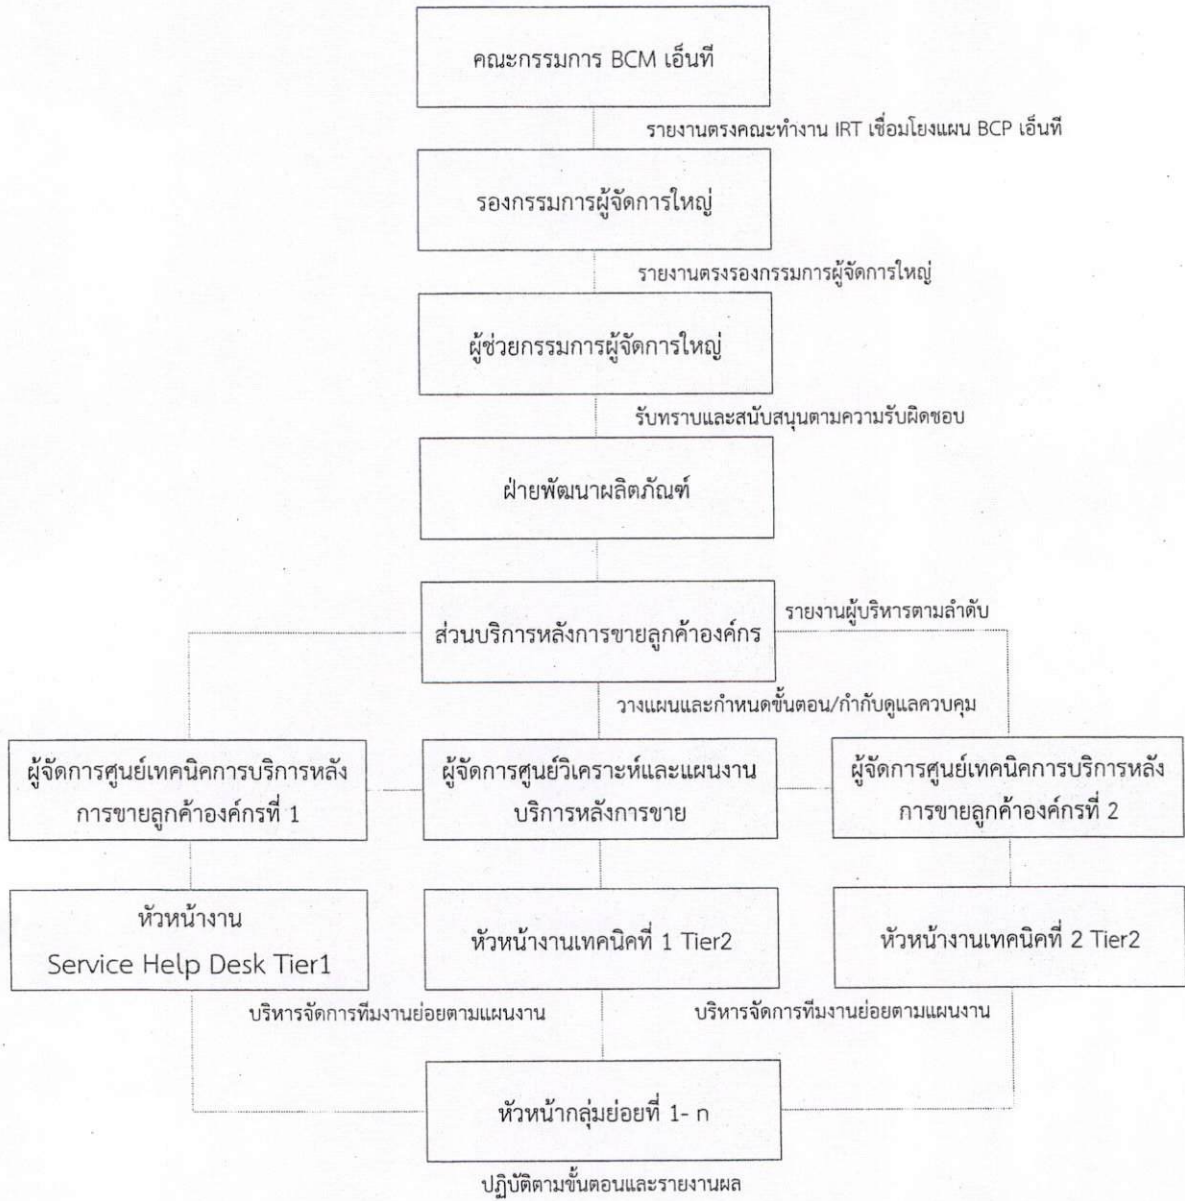 คณะกรรมการ BCM เอ็นที
รายงานตรงคณะทำงาน IRT เชื่อมโยงแผน BCP เอ็นที
รองกรรมการผู้จัดการใหญ่
รายงานตรงรองกรรมการผู้จัดการใหญ่
ผู้ช่วยกรรมการผู้จัดการใหญ่
รับทราบและสนับสนุนตามความรับผิดชอบ
ฝ่ายพัฒนาผลิตภัณฑ์
รายงานผู้บริหารตามลำดับ
ส่วนบริการหลังการขายลูกค้าองค์กร
วางแผนและกำหนดขั้นตอน/กำกับดูแลควบคุม
ผู้จัดการศูนย์เทคนิคการบริการหลัง
การขายลูกค้าองค์กรที่ 1
ผู้จัดการศูนย์วิเคราะห์และแผนงาน
บริการหลังการขาย
ผู้จัดการศูนย์เทคนิคการบริการหลัง
การขายลูกค้าองค์กรที่ 2
หัวหน้างาน
Service Help Desk Tier1
หัวหน้างานเทคนิคที่ 1 Tier2
หัวหน้างานเทคนิคที่ 2 Tier2
บริหารจัดการทีมงานย่อยตามแผนงาน
บริหารจัดการทีมงานย่อยตามแผนงาน
หัวหน้ากลุ่มย่อยที่ 1- n
ปฏิบัติตามขั้นตอนและรายงานผล